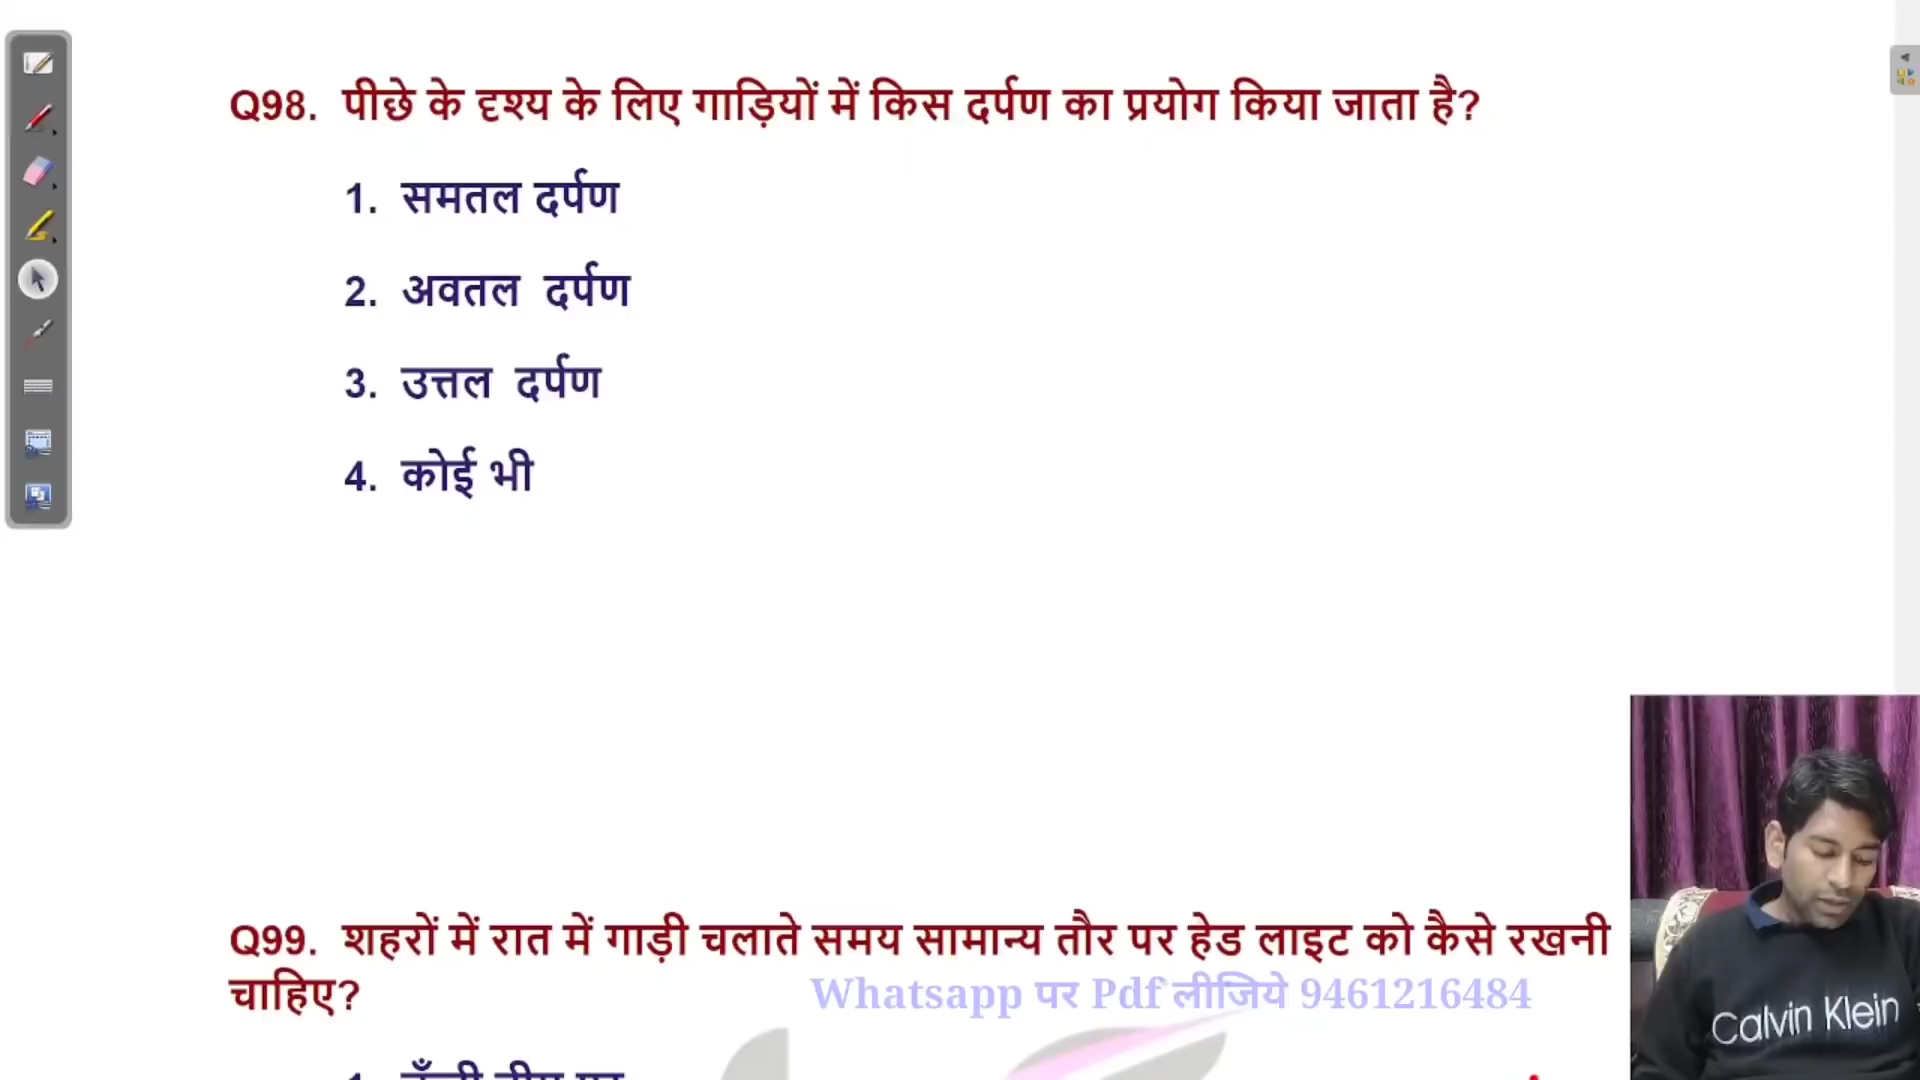 Q98. पीछे के दृश्य के लिए गाड़ियों में किस दर्पण का प्रयोग किया जाता है?
1. समतल दर्पण
2. अवतल दर्पण
3. उत्तल दर्पण
4. कोई भी
Q99. शहरों में रात में गाड़ी चलाते समय सामान्य तौर पर हेड लाइट को कैसे रखनी
चाहिए?
Whatsapp पर Pdf लीजिये 9461216484
Calvin Klein